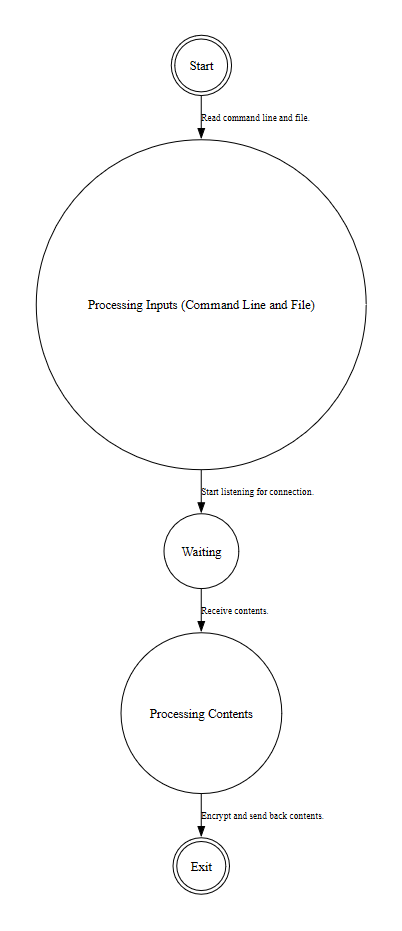 Start
Read command line and file.
Processing Inputs (Command Line and File)
Start listening for connection.
Waiting
Receive contents.
Processing Contents
Encrypt and send back contents.
Exit